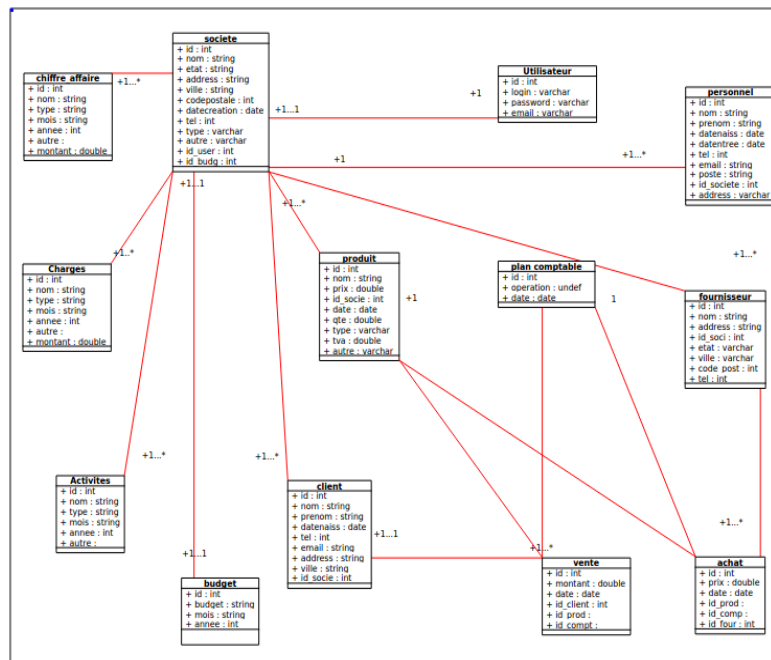 societe
+ id : int
+ nom : string
+ etat : string
+ address : string
+ ville : string
+ codepostale : int
+ datecreation : date
+ tel : int
+ type : varchar
+ autre : varchar
+ id_user : int
+ id_budg : int
chiffre_affaire
+ id : int
+ nom : string
+ type : string
+ mois : string
+ annee : int
+ autre :
+ montant : double
+1...*
Utilisateur
+ id : int
+ login : varchar
+ password : varchar
+ email : varchar
+1...1
+1
personnel
+ id : int
+ nom : string
+ prenom : string
+ datenaiss : date
+ datentree : date
+ tel : int
+ email : string
+ poste : string
+ id_societe : int
+ address : varchar
+1
+1...*
+1...1
+1...*
+1..*
+1...*
Charges
+ id : int
+ nom : string
+ type : string
+ mois : string
+ annee : int
+ autre :
+ montant : double
produit
+ id : int
+ nom : string
+ prix : double
+ id_socie : int
+ date : date
+ qte : double
+ type : varchar
+ tva : double
+ autre : varchar
+1
plan comptable
+ id : int
+ operation : undef
+ date : date
1
fournisseur
+ id : int
+ nom : string
+ address : string
+ id_soci : int
+ etat : varchar
+ ville : varchar
+ code_post : int
+ tel : int
+1...*
+1...*
Activites
+ id : int
+ nom : string
+ type : string
+ mois : string
+ annee : int
+ autre :
client
+ id : int
+ nom : string
+ prenom : string
+ datenaiss : date
+ tel : int
+ email : string
+ address : string
+ ville : string
+ id_socie : int
+1...1
+1...*
+1...*
+1...1
budget
+ id : int
+ budget : string
+ mois : string
+ annee : int
vente
+ id : int
+ montant : double
+ date : date
+ id_client : int
+ id_prod :
+ id_compt :
achat
+ id : int
+ prix : double
+ date : date
+ id_prod :
+ id_comp :
+ id_four : int